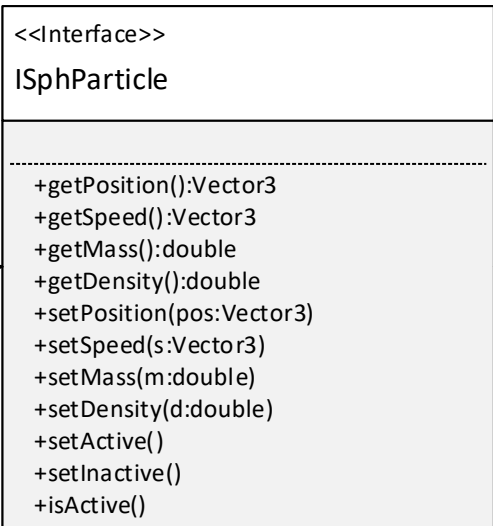 <<Interface>>
ISphParticle
+getPosition():Vector3
+getSpeed():Vector3
+getMass():double
+getDensity():double
+setPosition(pos:Vector3)
+setSpeed(s:Vector3)
+setMass(m:double)
+setDensity(d:double)
+setActive()
+setInactive()
+isActive()